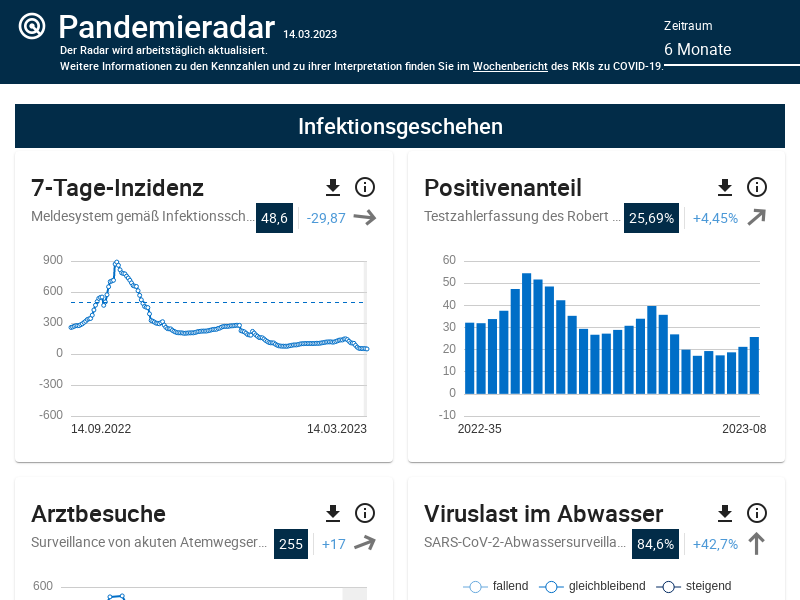 Pandemieradar 14.03.2023
Der Radar wird arbeitstäglich aktualisiert.
Weitere Informationen zu den Kennzahlen und zu ihrer Interpretation finden Sie im Wochenbericht des RKIs zu COVID-19.
Zeitraum
6 Monate
Infektionsgeschehen
7-Tage-Inzidenz
Meldesystem gemäß Infektionssch... 48,6 -29,87
900
600
300
0
-300
-600
14.09.2022 14.03.2023
Positivenanteil
Testzahlerfassung des Robert ... 25,69% +4,45%
60
50
40
30
20
10
0
-10
2022-35 2023-08
Arztbesuche
Surveillance von akuten Atemwegser... 255 +17
600
Viruslast im Abwasser
SARS-CoV-2-Abwassersurveilla... 84,6% +42,7%
fallend gleichbleibend steigend